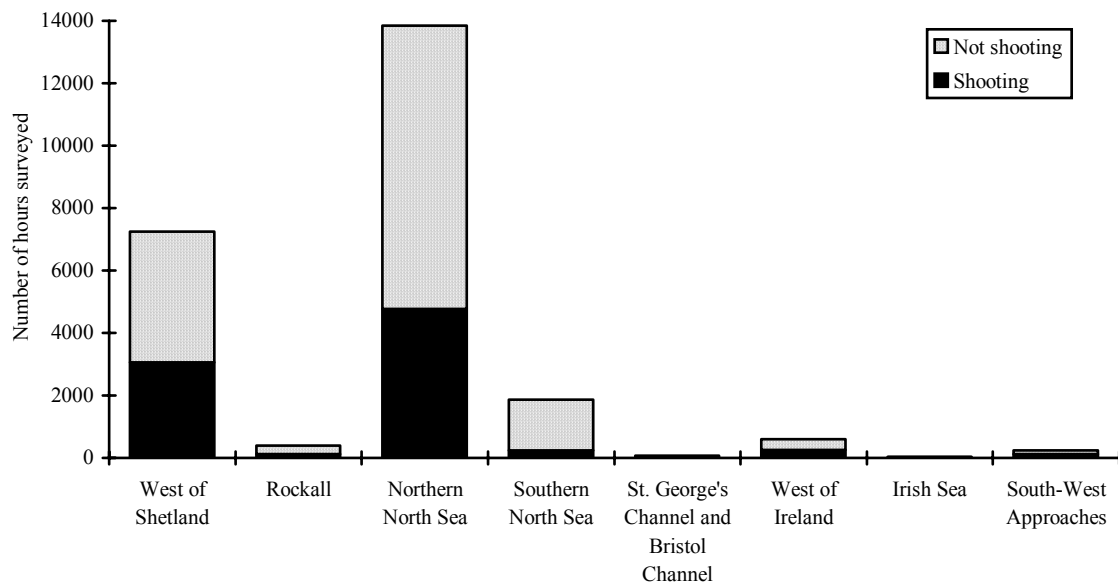 14000
12000
10000
8000
6000
4000
2000
0
Number of hours surveyed
Not shooting
Shooting
West of
Shetland
Rockall
Northern
North Sea
Southern
North Sea
St. George's
Channel and
Bristol
Channel
West of
Ireland
Irish Sea
South-West
Approaches